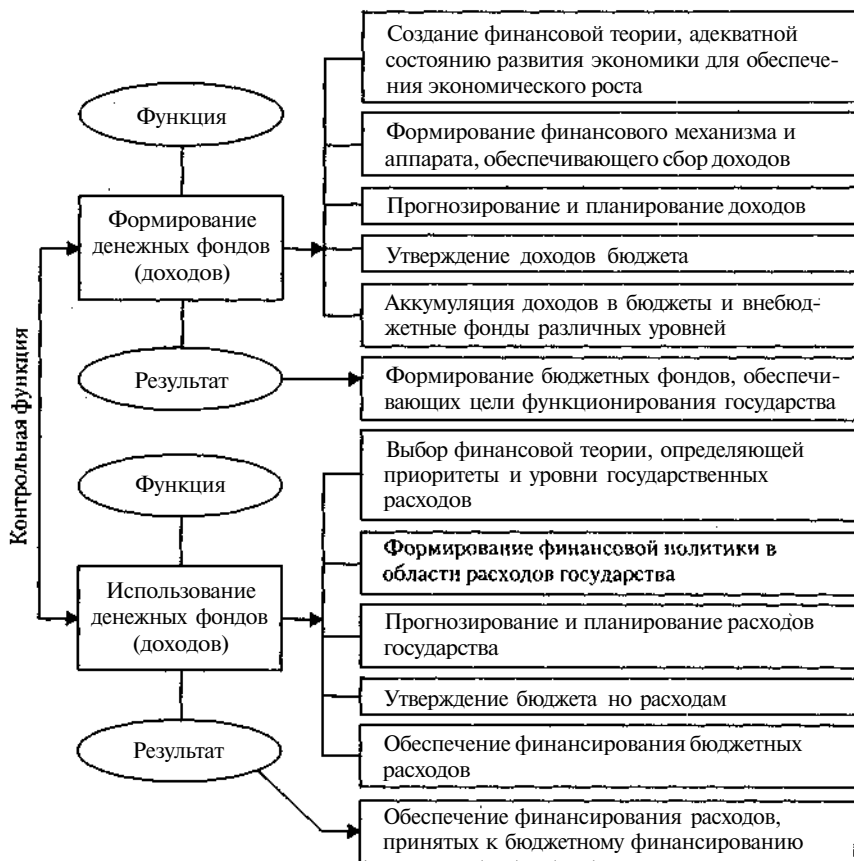 Создание финансовой теории, адекватной
состоянию развития экономики для обеспече-
ния экономического роста
Функция
Формирование финансового механизма и
аппарата, обеспечивающего сбор доходов
Формирование
денежных фондов
(доходов)
Прогнозирование и планирование доходов
Утверждение доходов бюджета
Аккумуляция доходов в бюджеты и внебюд-
жетные фонды различных уровней
Результат
Формирование бюджетных фондов, обеспечи-
вающих цели функционирования государства
Контрольная функция
Выбор финансовой теории, определяющей
приоритеты и уровни государственных
расходов
Функция
Формирование финансовой политики в
области расходов государства
Использование
денежных фондов
(доходов)
Прогнозирование и планирование расходов
государства
Утверждение бюджета но расходам
Результат
Обеспечение финансирования бюджетных
расходов
Обеспечение финансирования расходов,
принятых к бюджетному финансированию